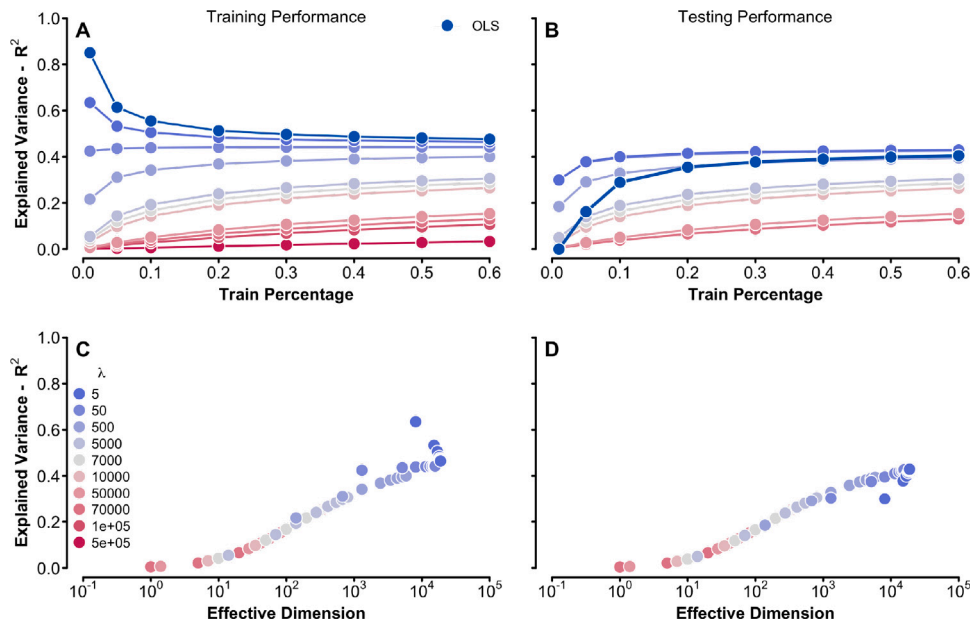 Training Performance
Testing Performance
A
B
OLS
Explained Variance - R²
1.0
0.8
0.6
0.4
0.2
0.0
0.0 0.1 0.2 0.3 0.4 0.5 0.6
Train Percentage
0.0 0.1 0.2 0.3 0.4 0.5 0.6
Train Percentage
C
D
Explained Variance - R²
1.0
0.8
0.6
0.4
0.2
0.0
λ
5
50
500
5000
7000
10000
50000
70000
1e+05
5e+05
10⁻¹ 10⁰ 10¹ 10² 10³ 10⁴ 10⁵
Effective Dimension
10⁻¹ 10⁰ 10¹ 10² 10³ 10⁴ 10⁵
Effective Dimension